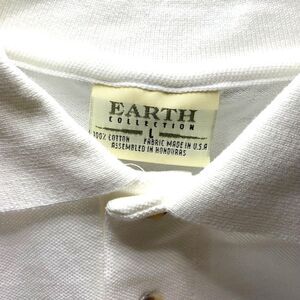 EARTH
COLLECTION
L
100% COTTON FABRIC MADE IN U.S.A
ASSEMBLED IN HONDURAS